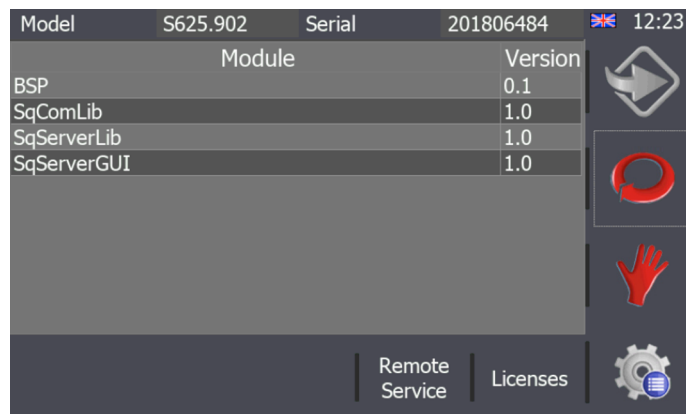 Model S625.902 Serial 201806484 12:23
Module Version
BSP 0.1
SqComLib 1.0
SqServerLib 1.0
SqServerGUI 1.0
Remote
Service
Licenses